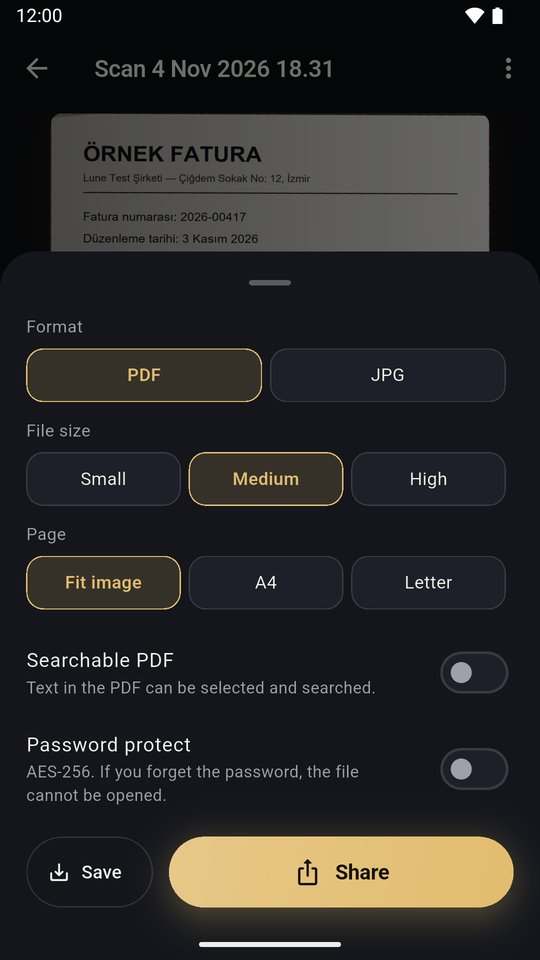 12:00
Scan 4 Nov 2026 18.31
ÖRNEK FATURA
Lune Test Şirketi — Çiğdem Sokak No: 12, İzmir
Fatura numarası: 2026-00417
Düzenleme tarihi: 3 Kasım 2026
Format
PDF JPG
File size
Small Medium High
Page
Fit image A4 Letter
Searchable PDF
Text in the PDF can be selected and searched.
Password protect
AES-256. If you forget the password, the file
cannot be opened.
Save Share